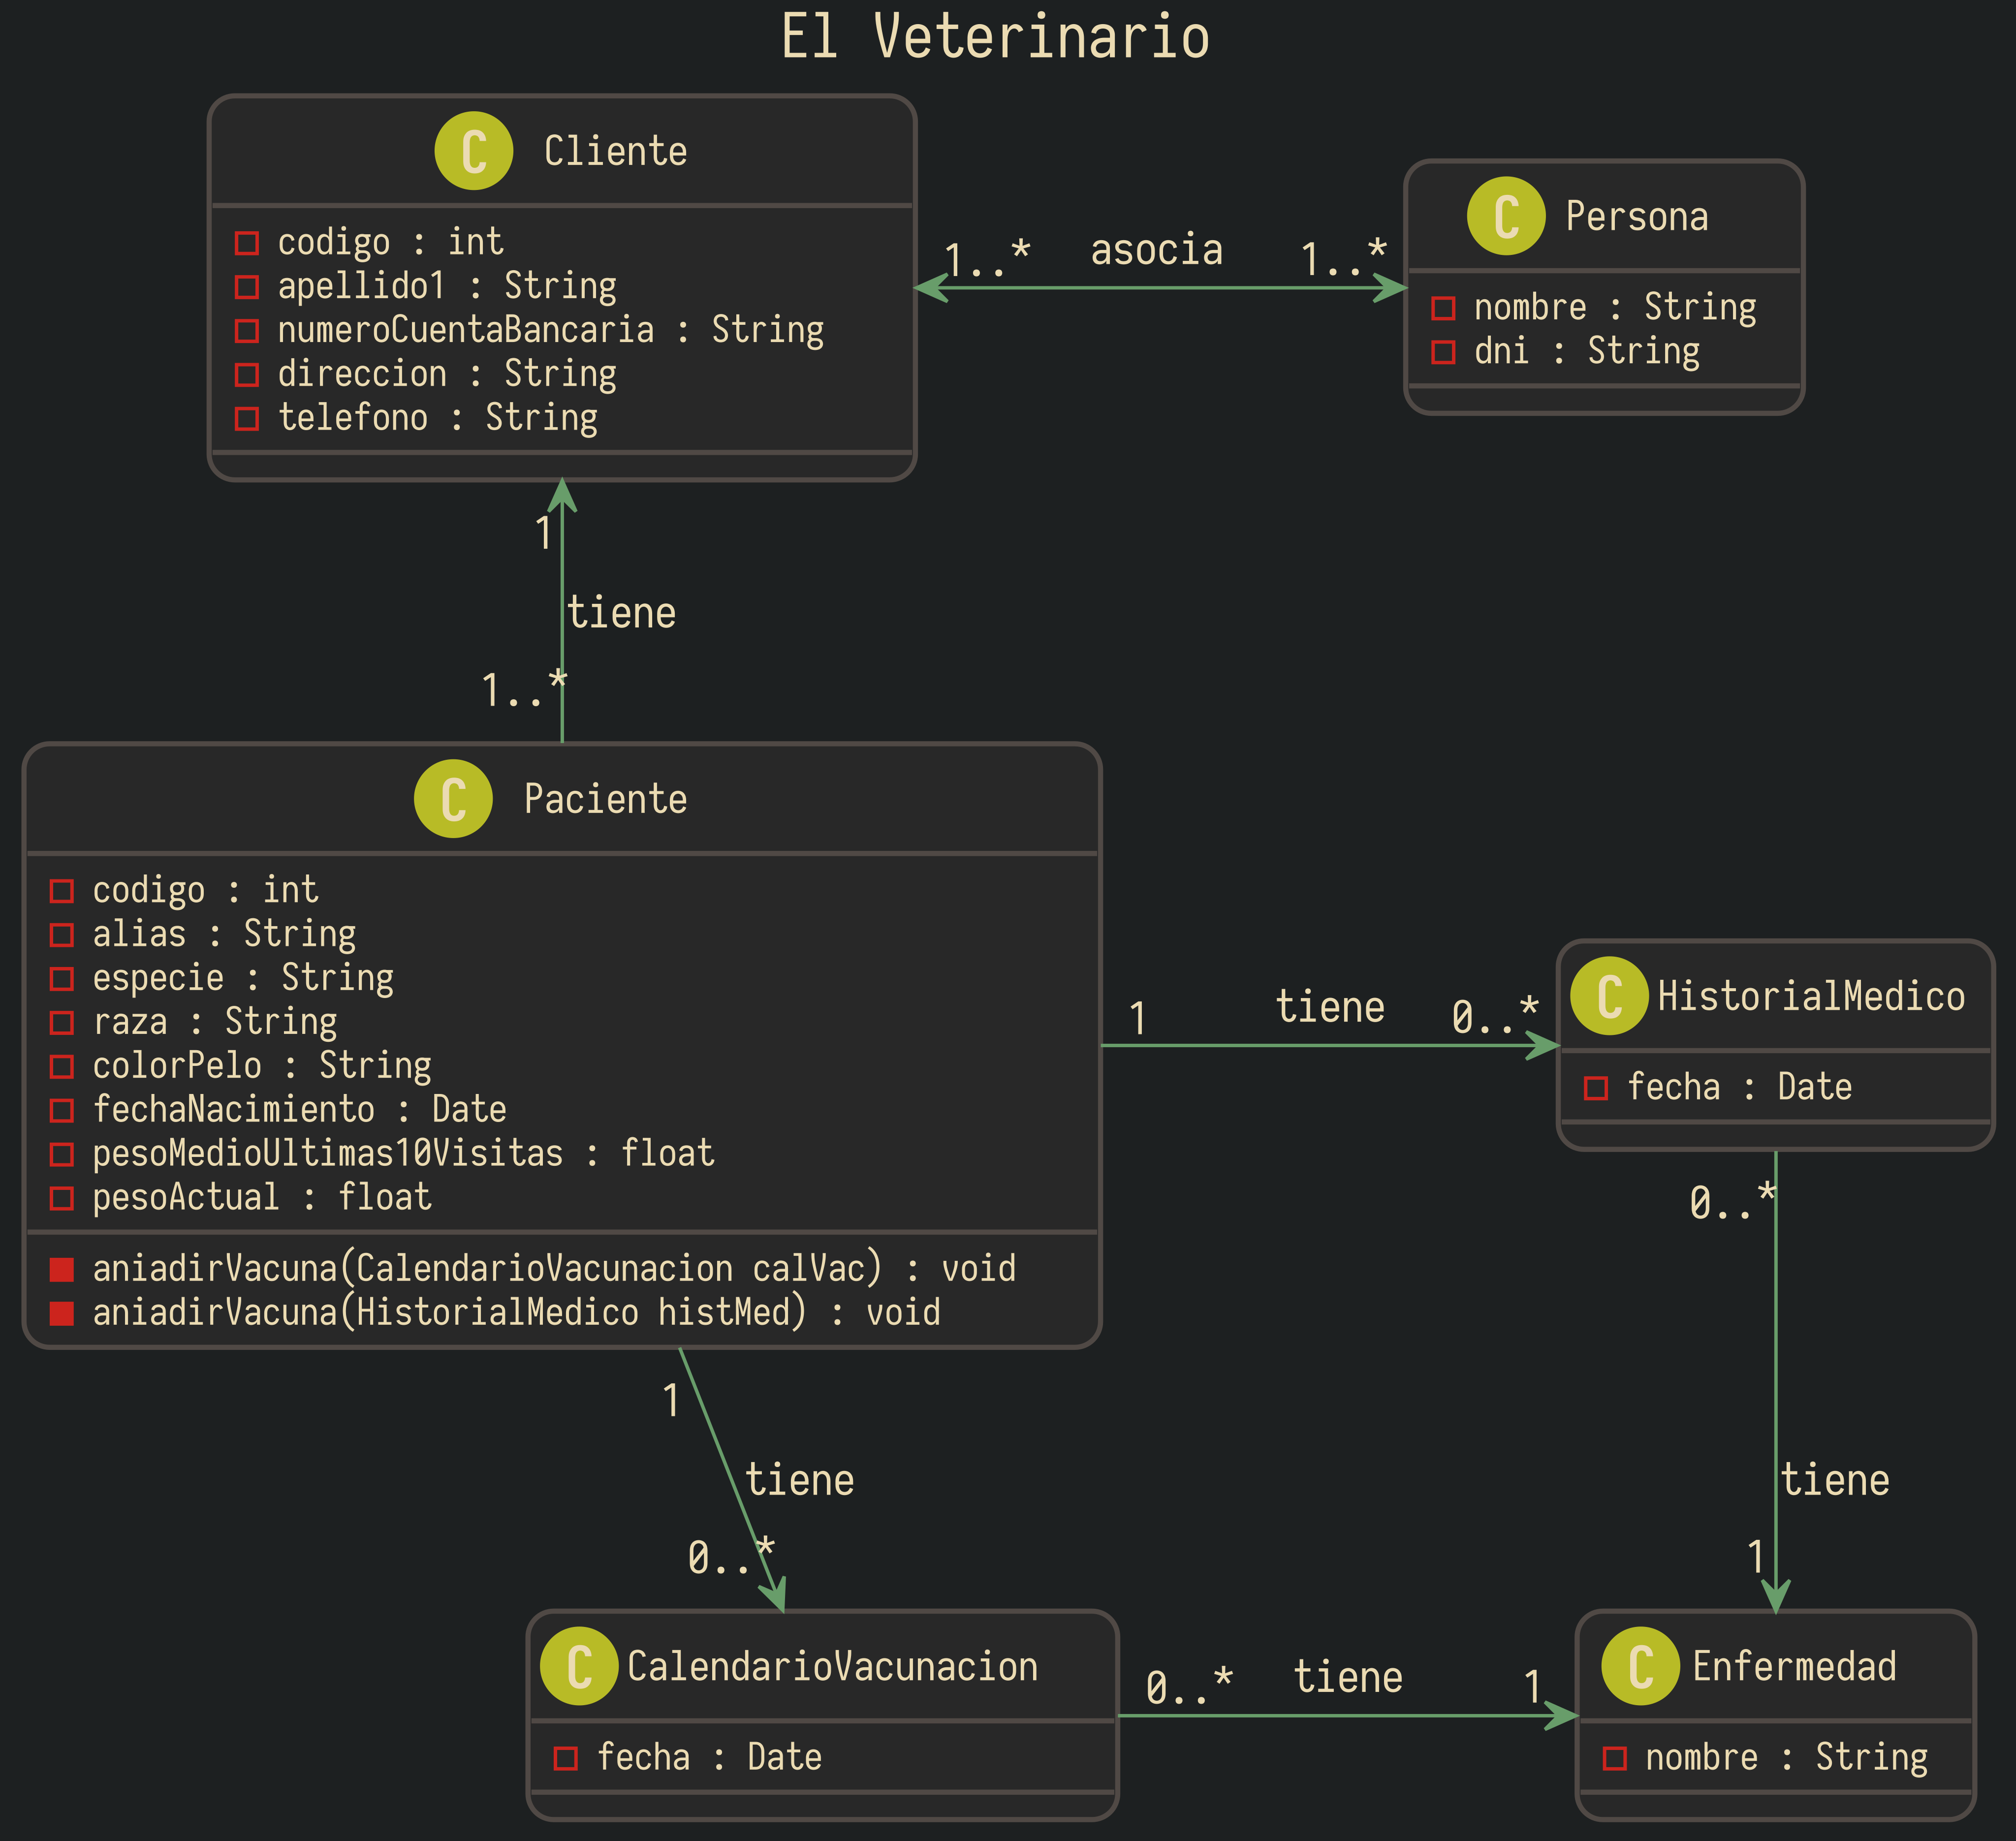 El Veterinario
C Cliente
codigo : int
apellido1 : String
numeroCuentaBancaria : String
direccion : String
telefono : String
1..* asocia 1..*
C Persona
nombre : String
dni : String
1
tiene
1..*
C Paciente
codigo : int
alias : String
especie : String
raza : String
colorPelo : String
fechaNacimiento : Date
pesoMedioUltimas10Visitas : float
pesoActual : float
aniadirVacuna(CalendarioVacunacion calVac) : void
aniadirVacuna(HistorialMedico histMed) : void
1 tiene 0..*
C HistorialMedico
fecha : Date
0..*
tiene
1
1
tiene
0..*
C CalendarioVacunacion
fecha : Date
0..* tiene 1
C Enfermedad
nombre : String